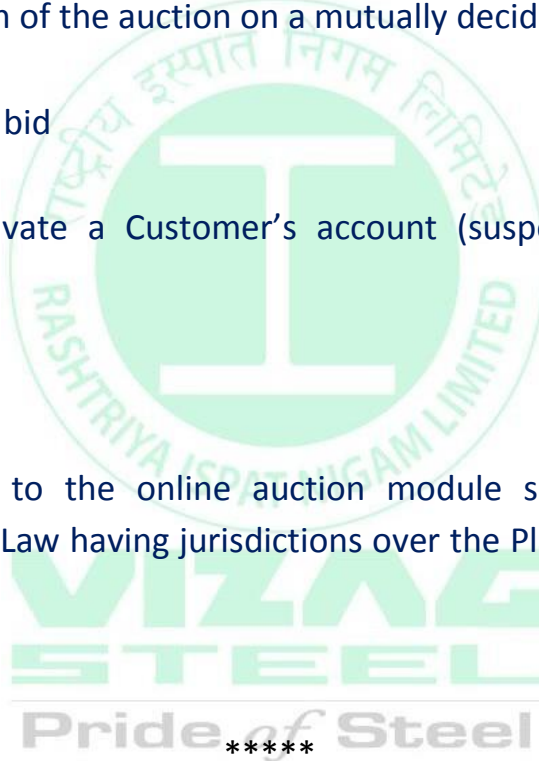 n of the auction on a mutually decid
bid
vate a Customer's account (suspe
राष्ट्रीय इस्पात निगम लिमिटेड
RASHTRIYA ISPAT NIGAM LIMITED
to the online auction module s
Law having jurisdictions over the Pl
VIZAG
STEEL
Pride of Steel
*****